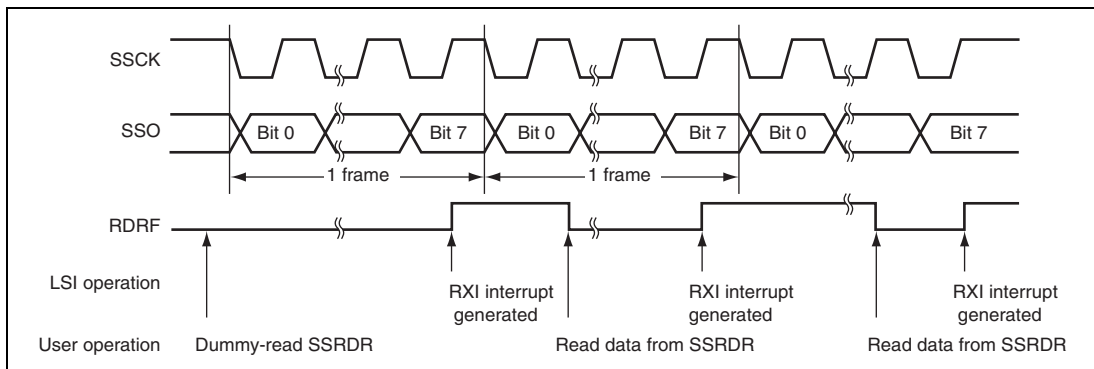 SSCK
SSO
Bit 0
Bit 7
Bit 0
Bit 7
Bit 0
Bit 7
1 frame
1 frame
RDRF
LSI operation
RXI interrupt
generated
RXI interrupt
generated
RXI interrupt
generated
User operation
Dummy-read SSRDR
Read data from SSRDR
Read data from SSRDR